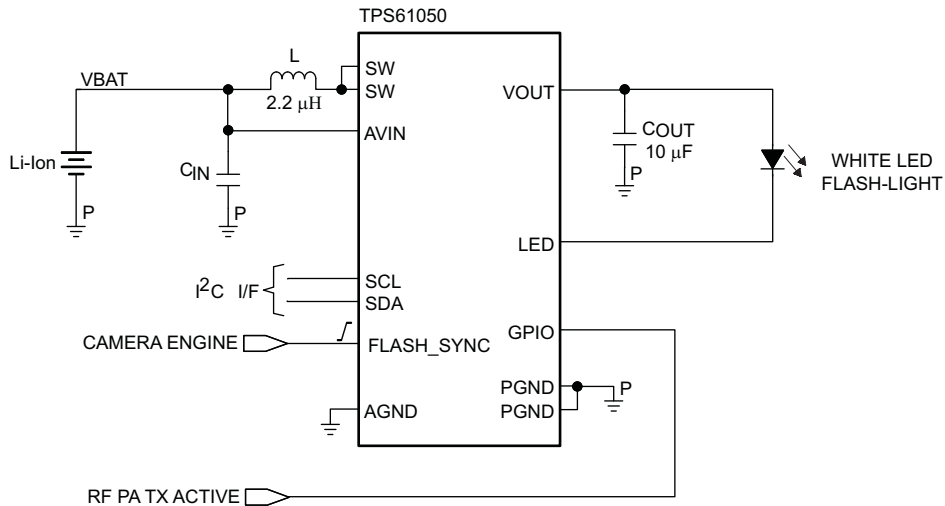 TPS61050
L
SW
VBAT
SW
VOUT
2.2 μH
COUT
10 μF
AVIN
Li-Ion
CIN
P
WHITE LED
FLASH-LIGHT
P
P
LED
SCL
I2C I/F
SDA
GPIO
CAMERA ENGINE
FLASH_SYNC
PGND
P
PGND
AGND
RF PA TX ACTIVE